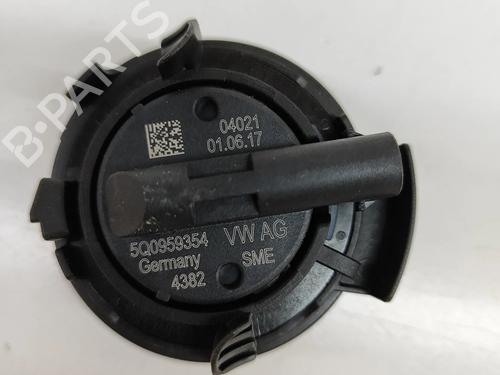 B-PARTS
04021
01.06.17
5Q0959354 VW AG
Germany SME
4382